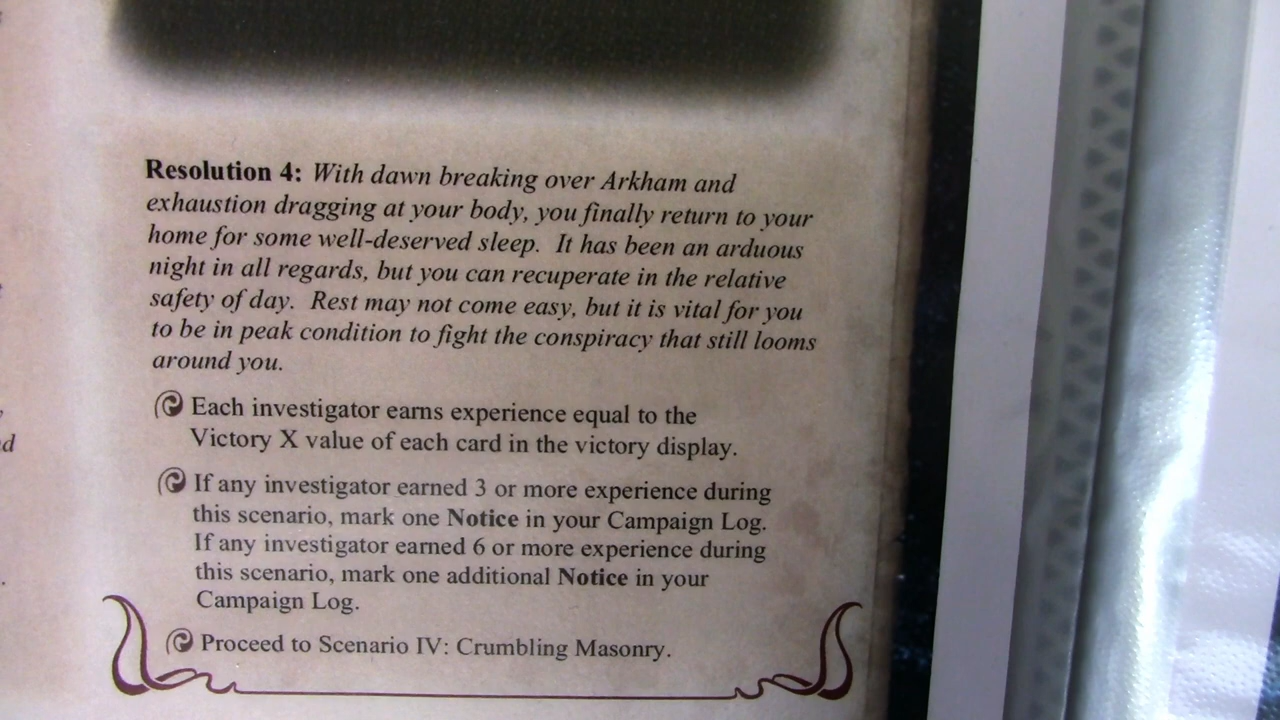 Resolution 4: With dawn breaking over Arkham and
exhaustion dragging at your body, you finally return to your
home for some well-deserved sleep. It has been an arduous
night in all regards, but you can recuperate in the relative
safety of day. Rest may not come easy, but it is vital for you
to be in peak condition to fight the conspiracy that still looms
around you.
Each investigator earns experience equal to the
Victory X value of each card in the victory display.
If any investigator earned 3 or more experience during
this scenario, mark one Notice in your Campaign Log.
If any investigator earned 6 or more experience during
this scenario, mark one additional Notice in your
Campaign Log.
Proceed to Scenario IV: Crumbling Masonry.